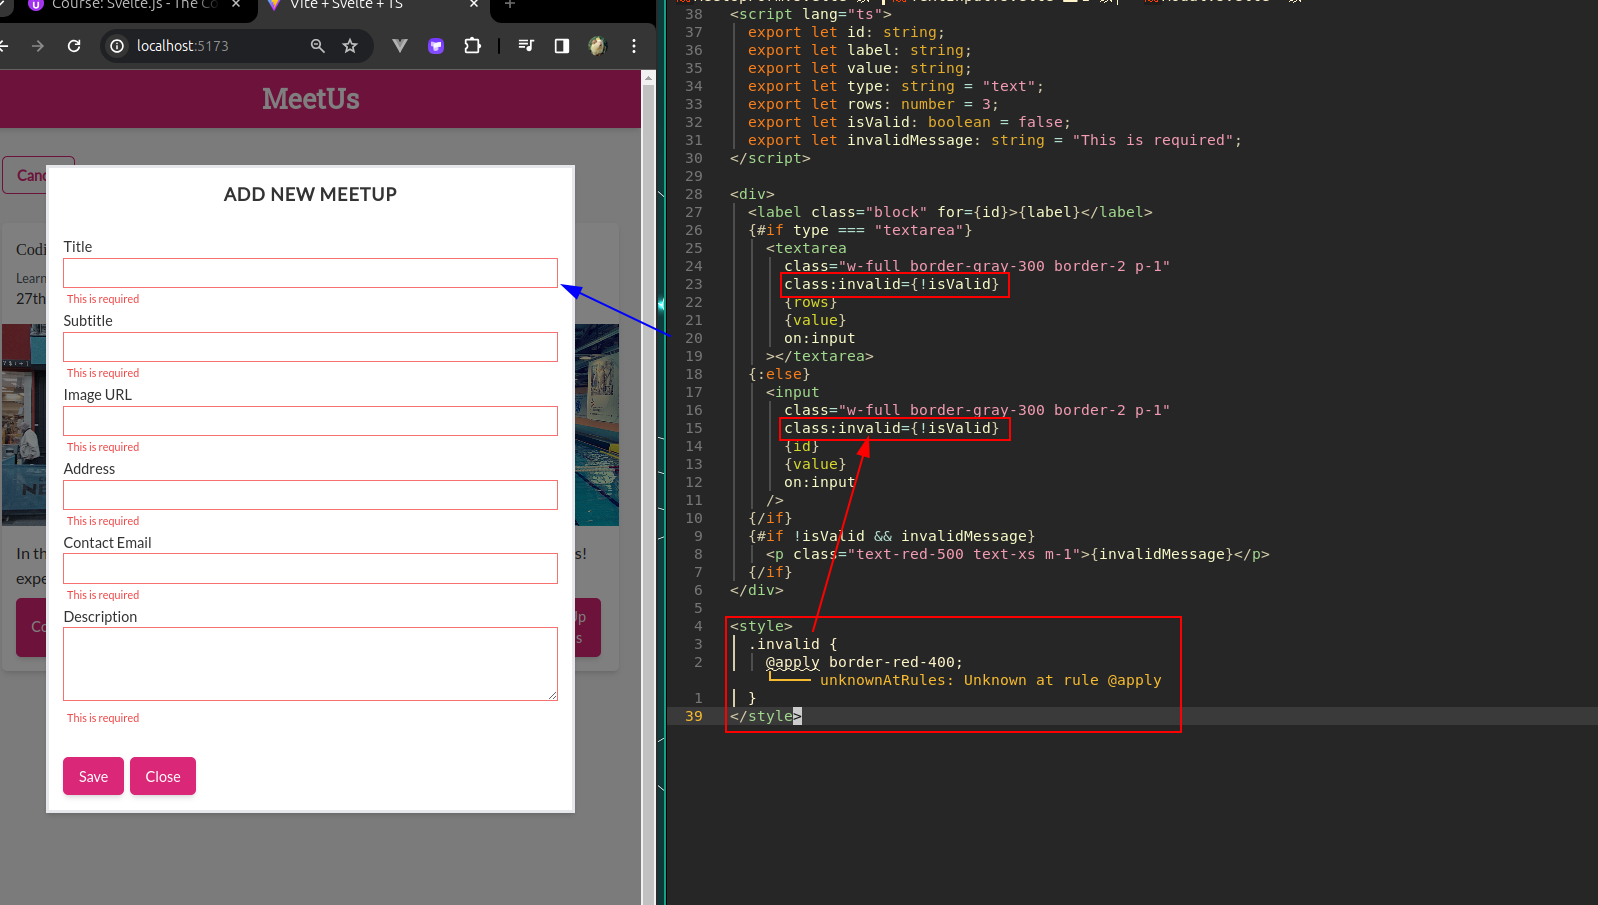 Course: Svelte.js - The Co
Vite + Svelte + TS
localhost:5173
MeetUs
Canc
ADD NEW MEETUP
Codi
Learn
27th
Title
This is required
Subtitle
This is required
Image URL
This is required
Address
This is required
Contact Email
This is required
Description
This is required
Save
Close
In th
s!
expe
Co
Up
s
38 <script lang="ts">
37 export let id: string;
36 export let label: string;
35 export let value: string;
34 export let type: string = "text";
33 export let rows: number = 3;
32 export let isValid: boolean = false;
31 export let invalidMessage: string = "This is required";
30 </script>
29
28 <div>
27 <label class="block" for={id}>{label}</label>
26 {#if type === "textarea"}
25 <textarea
24 class="w-full border-gray-300 border-2 p-1"
23 class:invalid={!isValid}
22 {rows}
21 {value}
20 on:input
19 ></textarea>
18 {:else}
17 <input
16 class="w-full border-gray-300 border-2 p-1"
15 class:invalid={!isValid}
14 {id}
13 {value}
12 on:input
11 />
10 {/if}
9 {#if !isValid && invalidMessage}
8 <p class="text-red-500 text-xs m-1">{invalidMessage}</p>
7 {/if}
6 </div>
5
4 <style>
3 .invalid {
2 @apply border-red-400;
unknownAtRules: Unknown at rule @apply
1 }
39 </style>